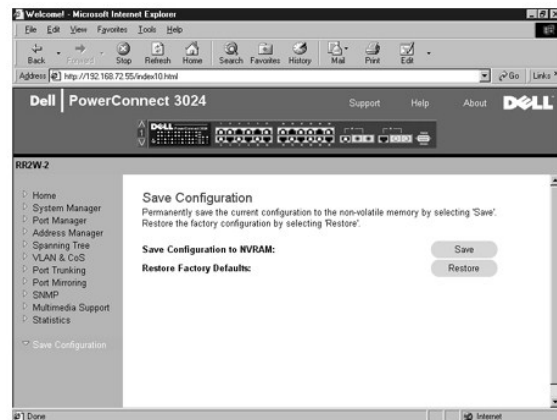 Welcome! - Microsoft Internet Explorer
File Edit View Favorites Tools Help
Back Forward Stop Refresh Home Search Favorites History Mail Print Edit
Address http://192.168.72.55/index10.html Go Links »
Dell PowerConnect 3024 Support Help About DELL
1 DELL
RR2W-2
Home
System Manager
Port Manager
Address Manager
Spanning Tree
VLAN & CoS
Port Trunking
Port Mirroring
SNMP
Multimedia Support
Statistics
Save Configuration
Save Configuration
Permanently save the current configuration to the non-volatile memory by selecting 'Save'.
Restore the factory configuration by selecting 'Restore'.
Save Configuration to NVRAM: Save
Restore Factory Defaults: Restore
Done Internet